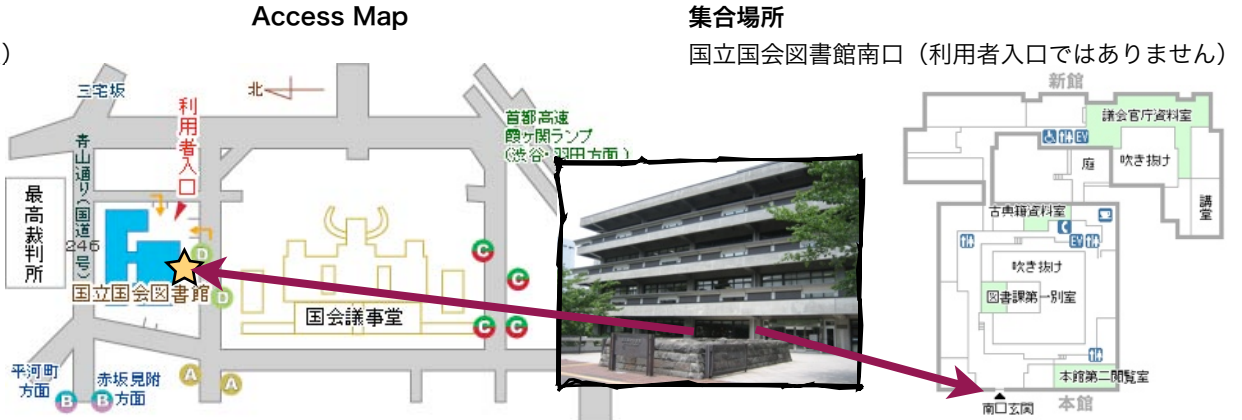 Access Map
集合場所
）
国立国会図書館南口（利用者入口ではありません）
三宅坂
北
利用者入口
首都高速
霞ヶ関ランプ
(渋谷・羽田方面)
青山通り(国道246号)
最高裁判所
D
D
国立国会図書館
国会議事堂
C
C
C
C
平河町
方面
赤坂見附
方面
A
A
B
B
新館
議会官庁資料室
EV
庭
吹き抜け
講堂
古典籍資料室
EV
吹き抜け
図書課第一別室
本館第二閲覧室
南口玄関
本館